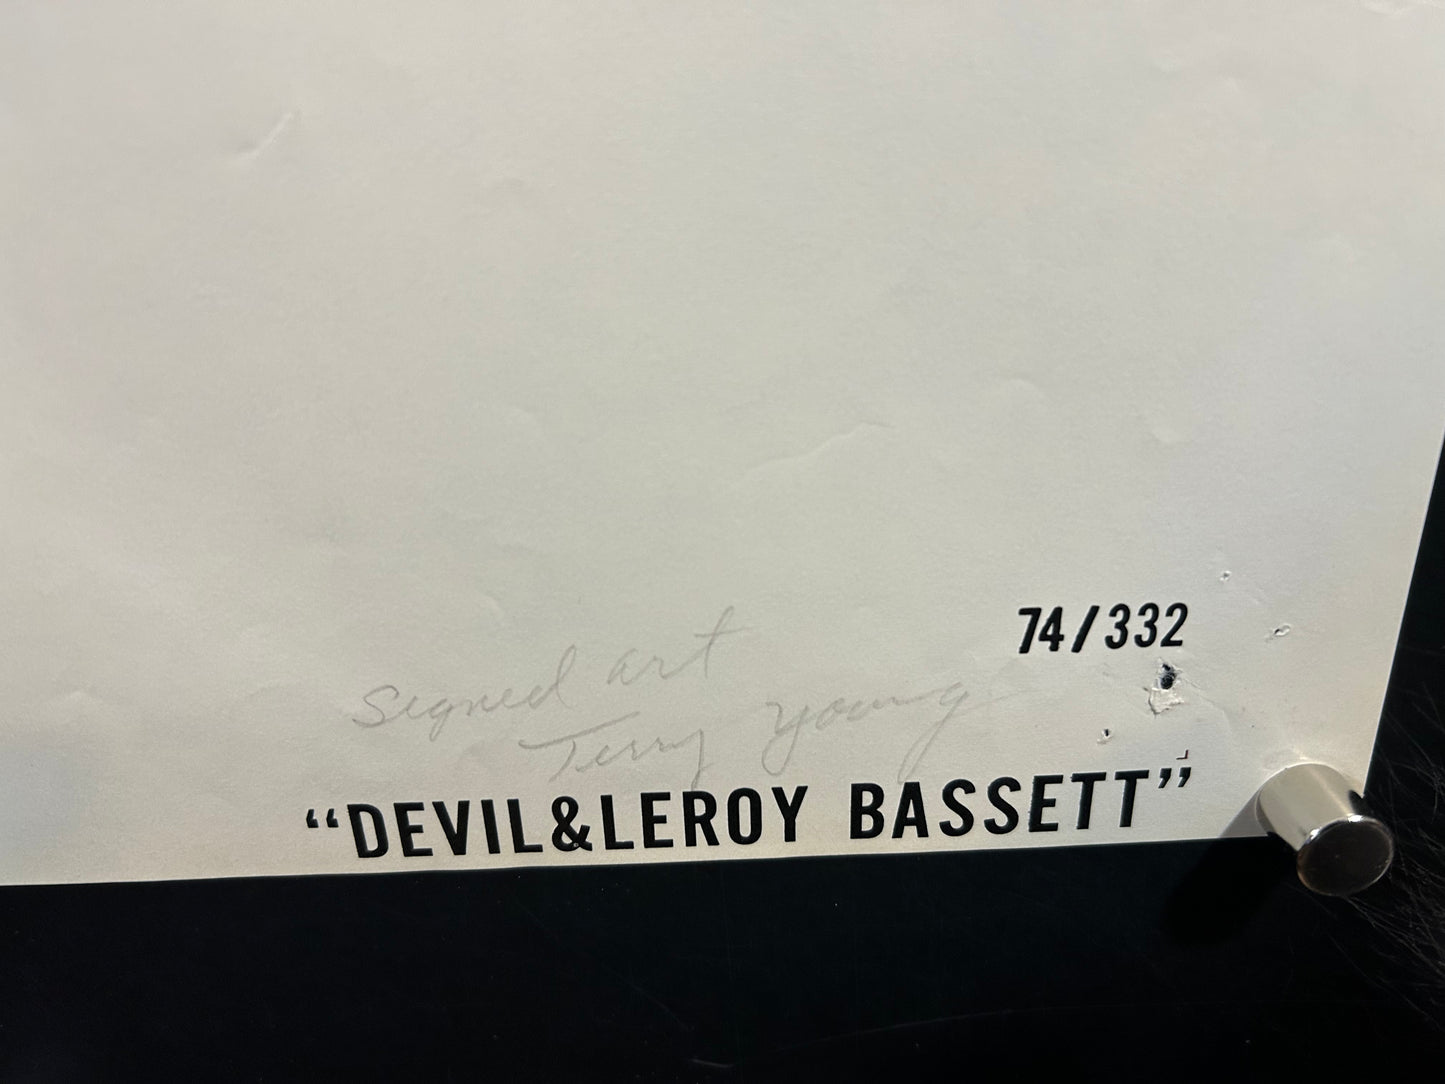 74/332
signed art
Terry Young
“DEVIL&LEROY BASSETT”